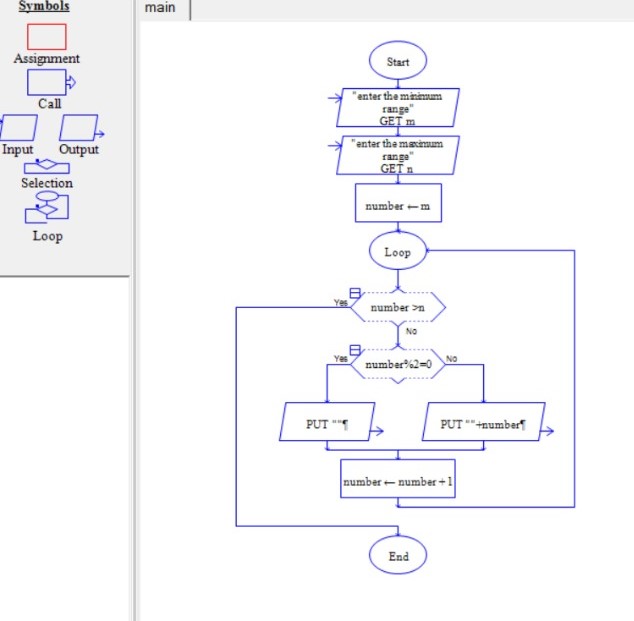 Symbols
main
Assignment
Call
Input
Output
Selection
Loop
Start
"enter the minimum
range"
GET m
"enter the maximum
range"
GET n
number ← m
Loop
Yes
number >n
No
Yes
number%2=0
No
PUT ""¶
PUT ""+number¶
number ← number + 1
End